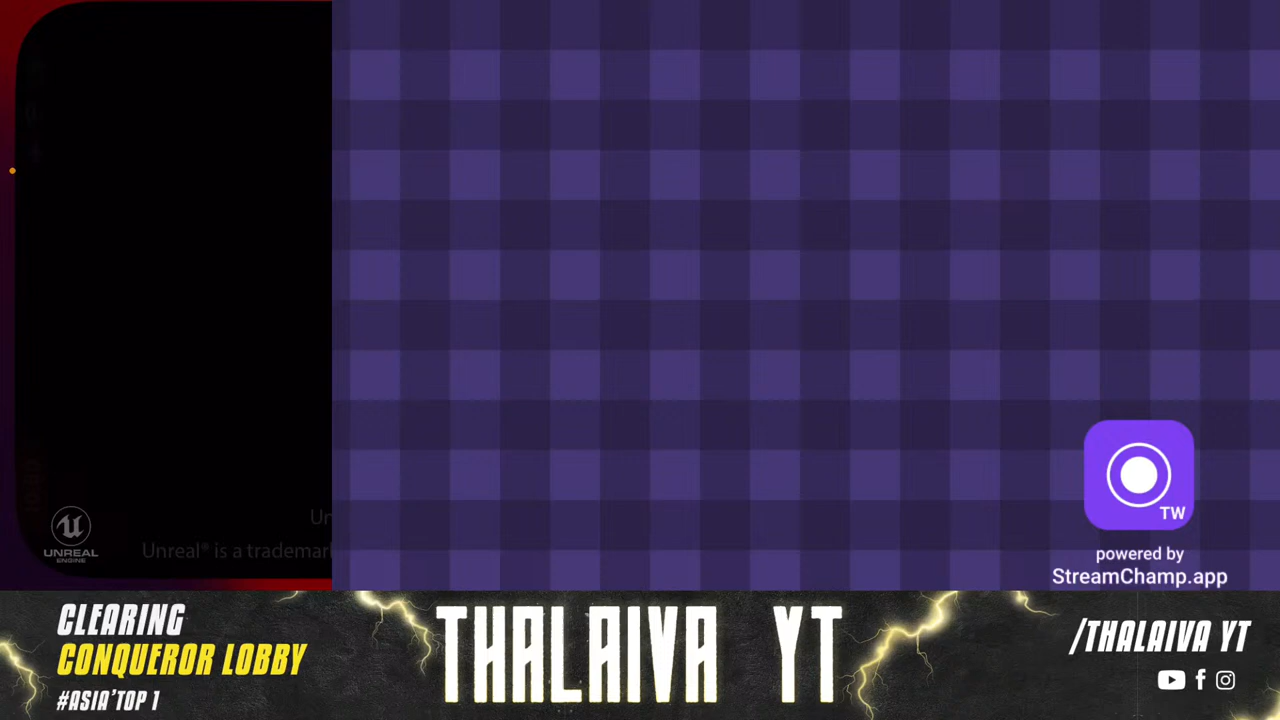 Un
Unreal® is a trademark
UNREAL
ENGINE
TW
powered by
StreamChamp.app
CLEARING
CONQUEROR LOBBY
#ASIA'TOP 1
THALAIVA YT
/THALAIVA YT